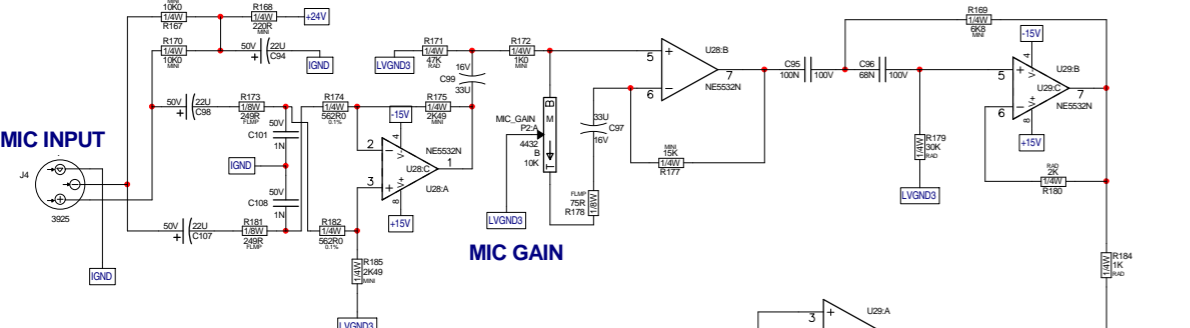 10K0
1/4W
R167
MINI
R168
1/4W
220R
MINI
+24V
R170
1/4W
10K0
MINI
50V
22U
+
C94
IGND
50V
22U
+
C98
R173
1/8W
249R
FLMP
50V
C101
1N
IGND
50V
C108
1N
MIC INPUT
J4
3925
IGND
50V
22U
+
C107
R181
1/8W
249R
FLMP
R174
1/4W
562R0
0.1%
R182
1/4W
562R0
0.1%
R185
2K49
MINI
1/4W
LVGND3
LVGND3
R171
1/4W
47K
RAD
16V
C99
33U
R175
1/4W
2K49
MINI
-15V
4
V-
NE5532N
2
-
3
+
U28:C
1
U28:A
V+
8
+15V
R172
1/4W
1K0
MINI
MIC_GAIN
P2:A
4432
B
10K
B
M
T
LVGND3
MIC GAIN
33U
C97
16V
FLMP
75R
R178
1/8W
5
+
6
-
U28:B
7
NE5532N
MINI
15K
1/4W
R177
C95
100N
100V
C96
68N
100V
R169
1/4W
6K8
MINI
R179
30K
RAD
1/4W
LVGND3
-15V
4
V-
U29:B
U29:C
5
+
6
-
7
NE5532N
V+
8
+15V
RAD
2K
1/4W
R180
R184
1K
RAD
1/4W
3
+
U29:A